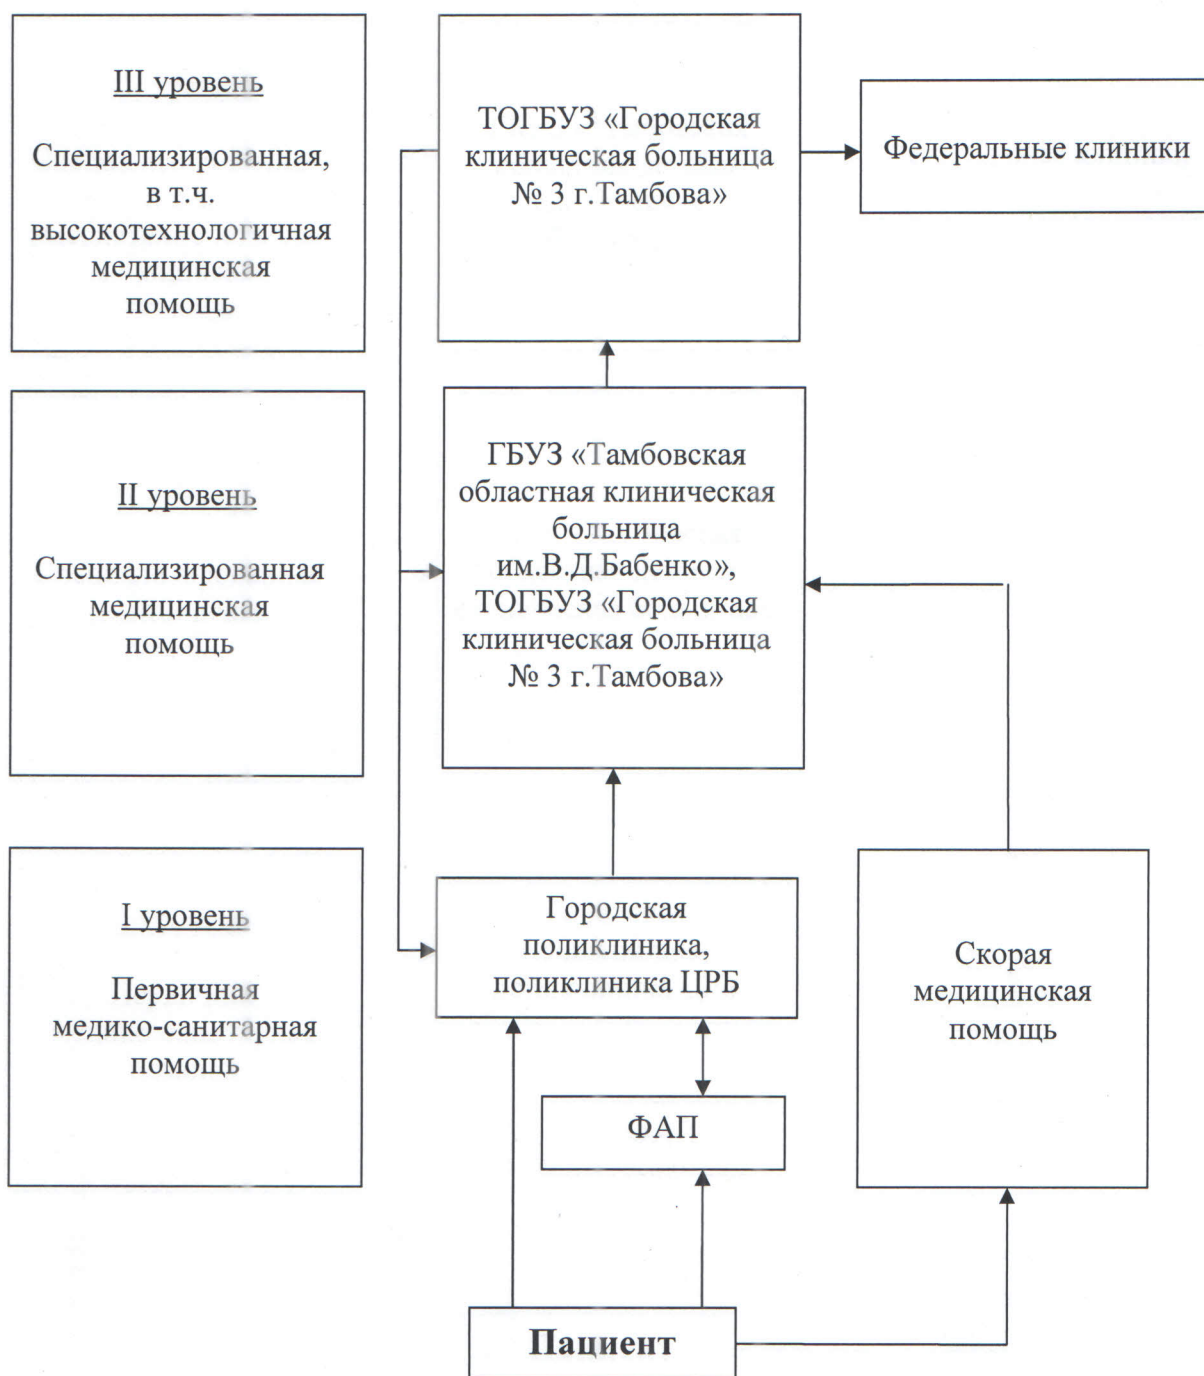 III уровень
Специализированная,
в т.ч.
высокотехнологичная
медицинская
помощь
ТОГБУЗ «Городская
клиническая больница
№ 3 г.Тамбова»
Федеральные клиники
II уровень
Специализированная
медицинская
помощь
ГБУЗ «Тамбовская
областная клиническая
больница
им.В.Д.Бабенко»,
ТОГБУЗ «Городская
клиническая больница
№ 3 г.Тамбова»
I уровень
Первичная
медико-санитарная
помощь
Городская
поликлиника,
поликлиника ЦРБ
Скорая
медицинская
помощь
ФАП
Пациент